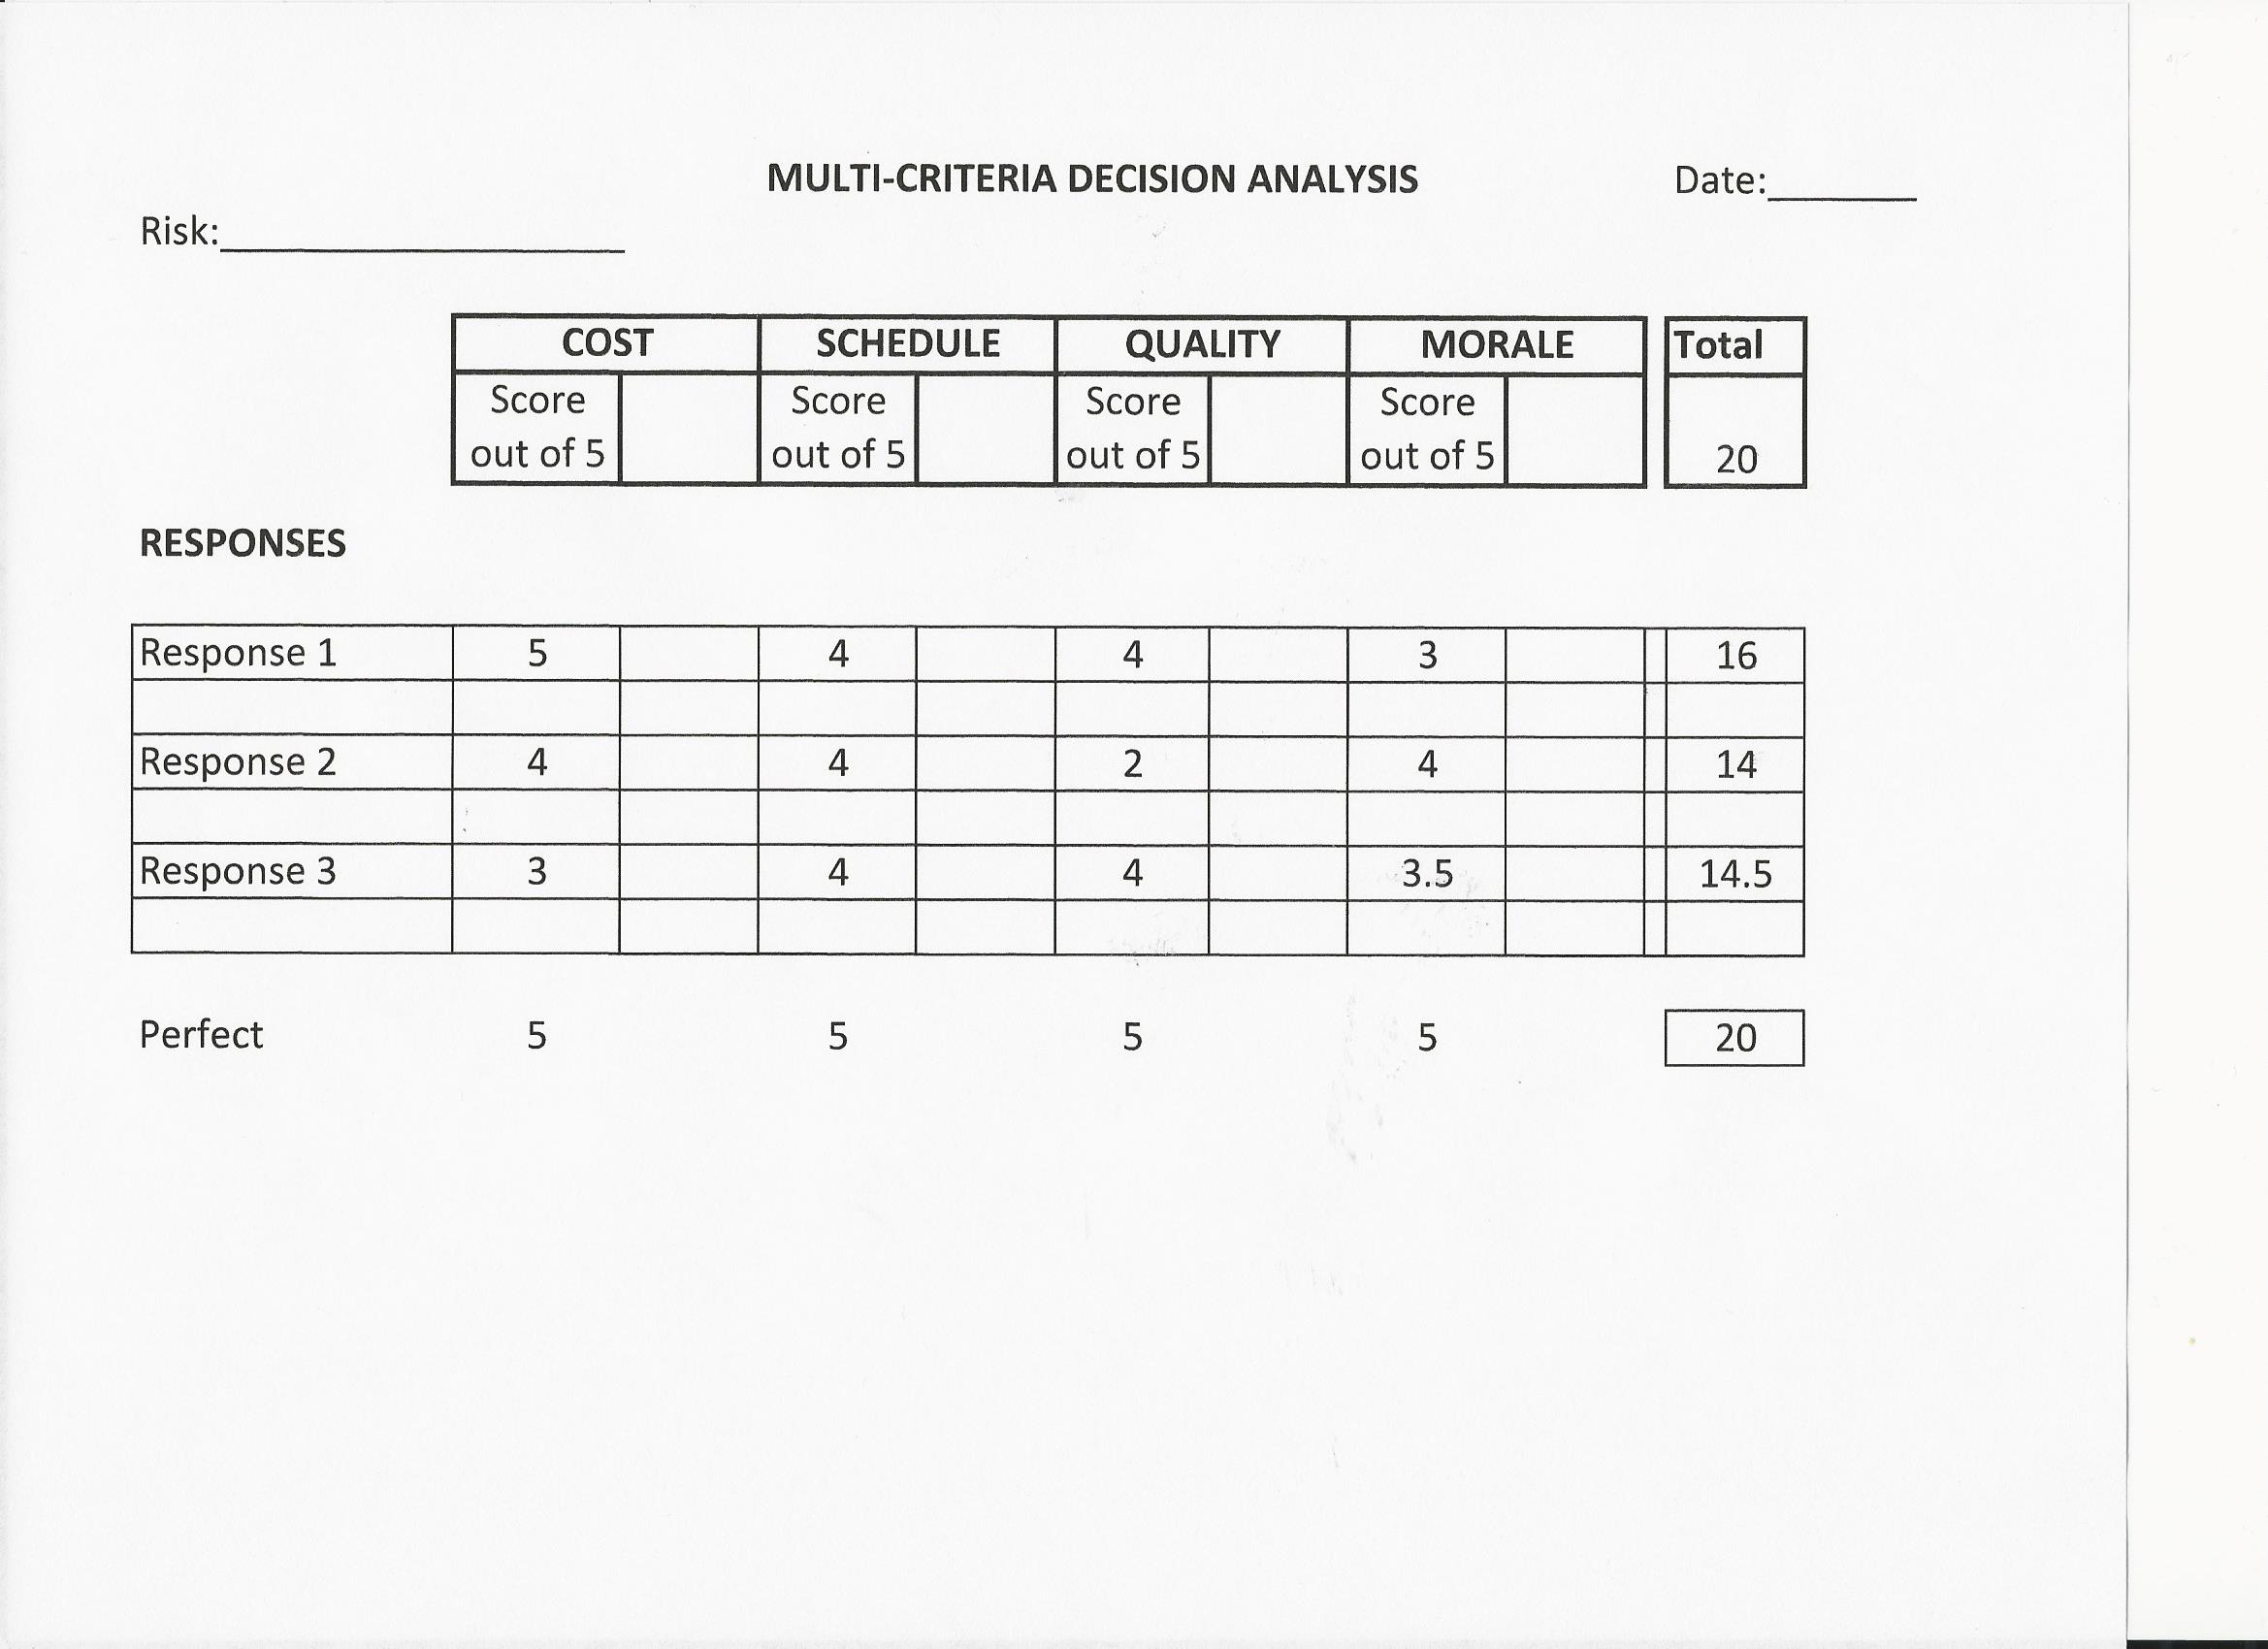 MULTI-CRITERIA DECISION ANALYSIS Date:
Risk:
COST SCHEDULE QUALITY MORALE Total
Score Score Score Score
out of 5 out of 5 out of 5 out of 5 20
RESPONSES
Response 1 5 4 4 3 16
Response 2 4 4 2 4 14
Response 3 3 4 4 3.5 14.5
Perfect 5 5 5 5 20